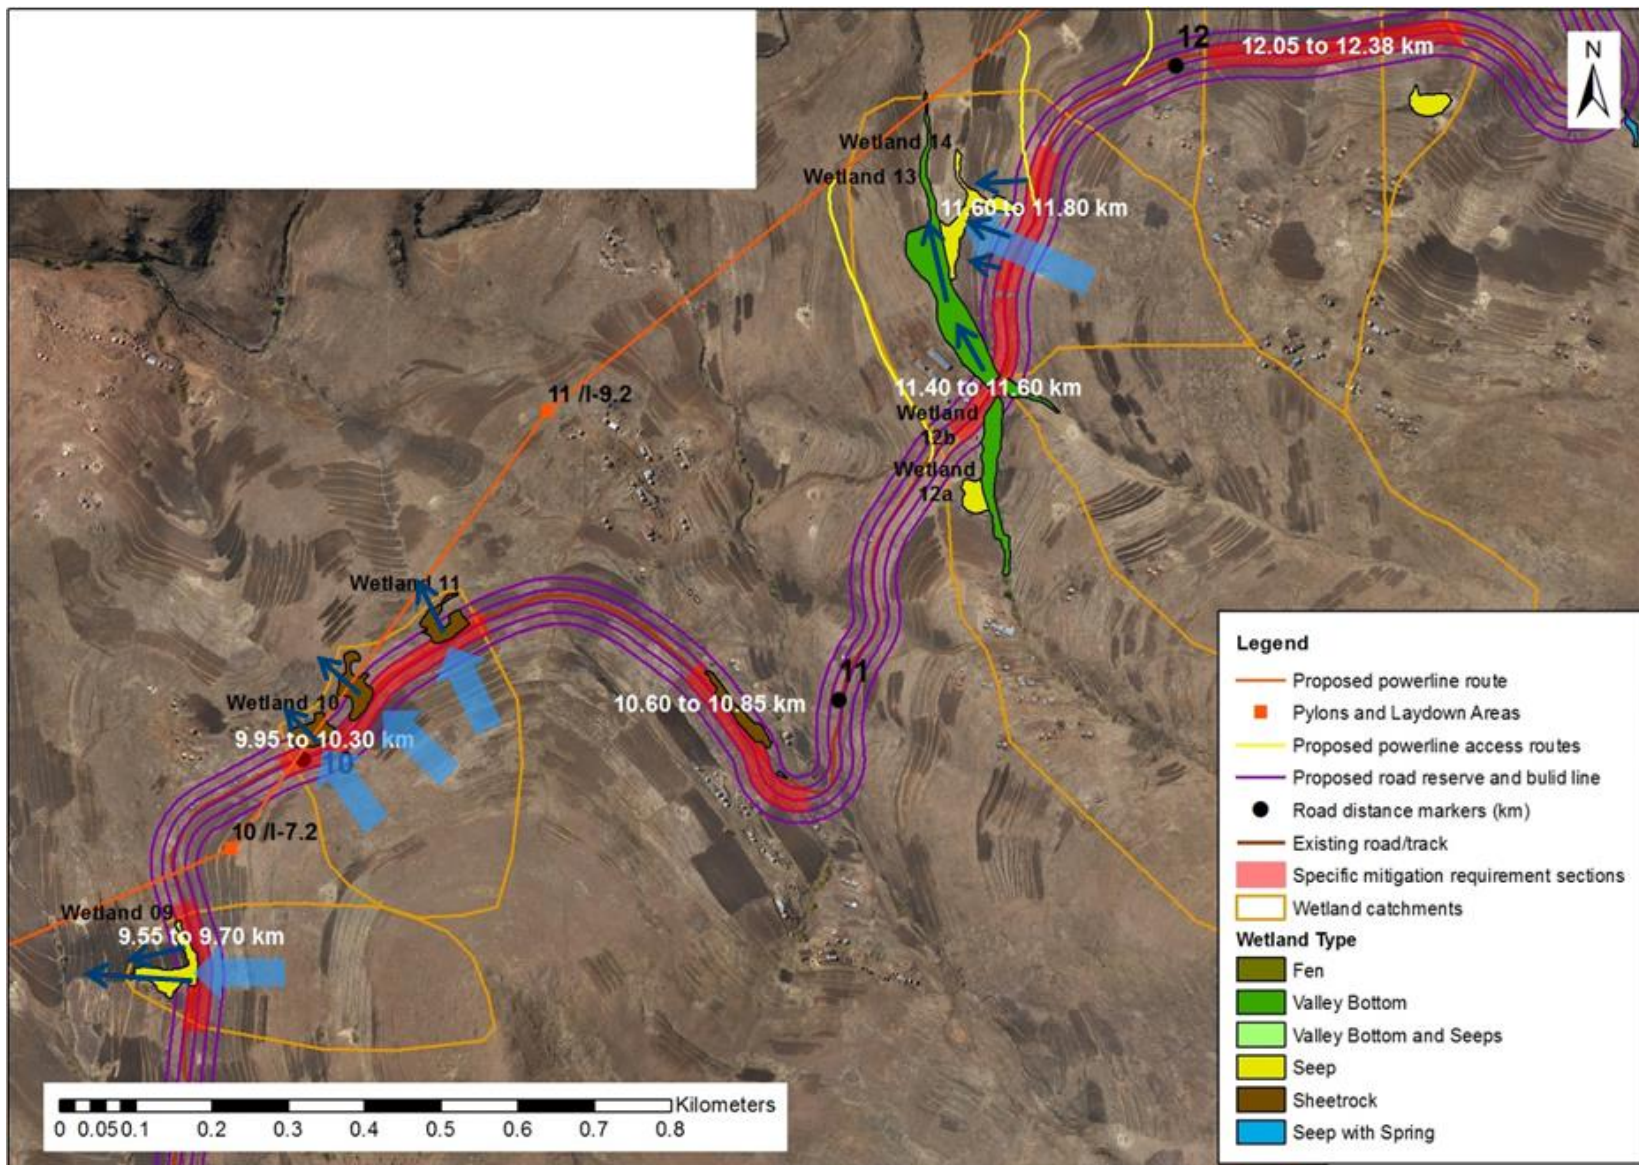 12
12.05 to 12.38 km
N
Wetland 14
Wetland 13
11.60 to 11.80 km
11 /I-9.2
11.40 to 11.60 km
Wetland
12b
Wetland
12a
Wetland 11
11
10.60 to 10.85 km
Wetland 10
9.95 to 10.30 km
10
10 /I-7.2
Wetland 09
9.55 to 9.70 km
Legend
Proposed powerline route
Pylons and Laydown Areas
Proposed powerline access routes
Proposed road reserve and bulid line
Road distance markers (km)
Existing road/track
Specific mitigation requirement sections
Wetland catchments
Wetland Type
Fen
Valley Bottom
Valley Bottom and Seeps
Seep
Sheetrock
Seep with Spring
Kilometers
0 0.05 0.1 0.2 0.3 0.4 0.5 0.6 0.7 0.8